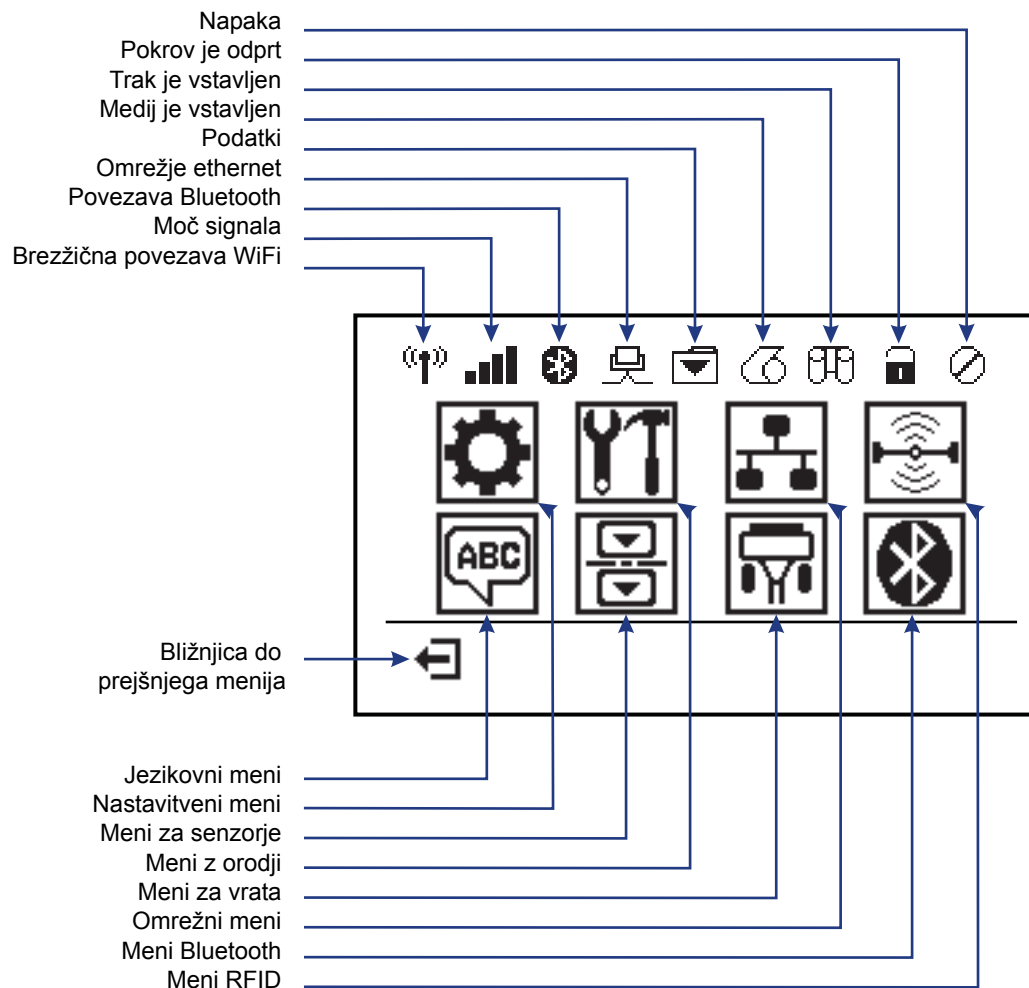 Napaka
Pokrov je odprt
Trak je vstavljen
Medij je vstavljen
Podatki
Omrežje ethernet
Povezava Bluetooth
Moč signala
Brezžična povezava WiFi
ABC
Bližnjica do
prejšnjega menija
Jezikovni meni
Nastavitveni meni
Meni za senzorje
Meni z orodji
Meni za vrata
Omrežni meni
Meni Bluetooth
Meni RFID